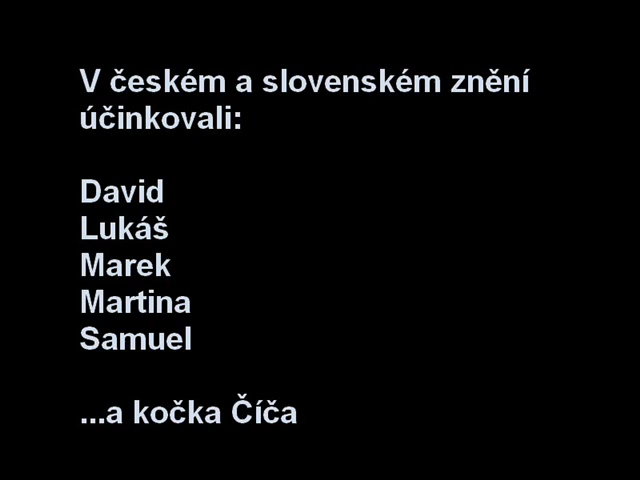 V českém a slovenském znění
účinkovali:
David
Lukáš
Marek
Martina
Samuel
...a kočka Číča